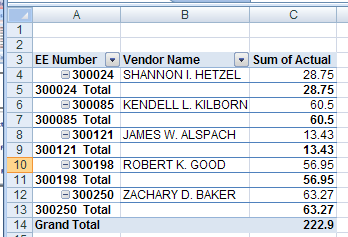 A B C
1
2
3 EE Number Vendor Name Sum of Actual
4 300024 SHANNON I. HETZEL 28.75
5 300024 Total 28.75
6 300085 KENDELL L. KILBORN 60.5
7 300085 Total 60.5
8 300121 JAMES W. ALSPACH 13.43
9 300121 Total 13.43
10 300198 ROBERT K. GOOD 56.95
11 300198 Total 56.95
12 300250 ZACHARY D. BAKER 63.27
13 300250 Total 63.27
14 Grand Total 222.9